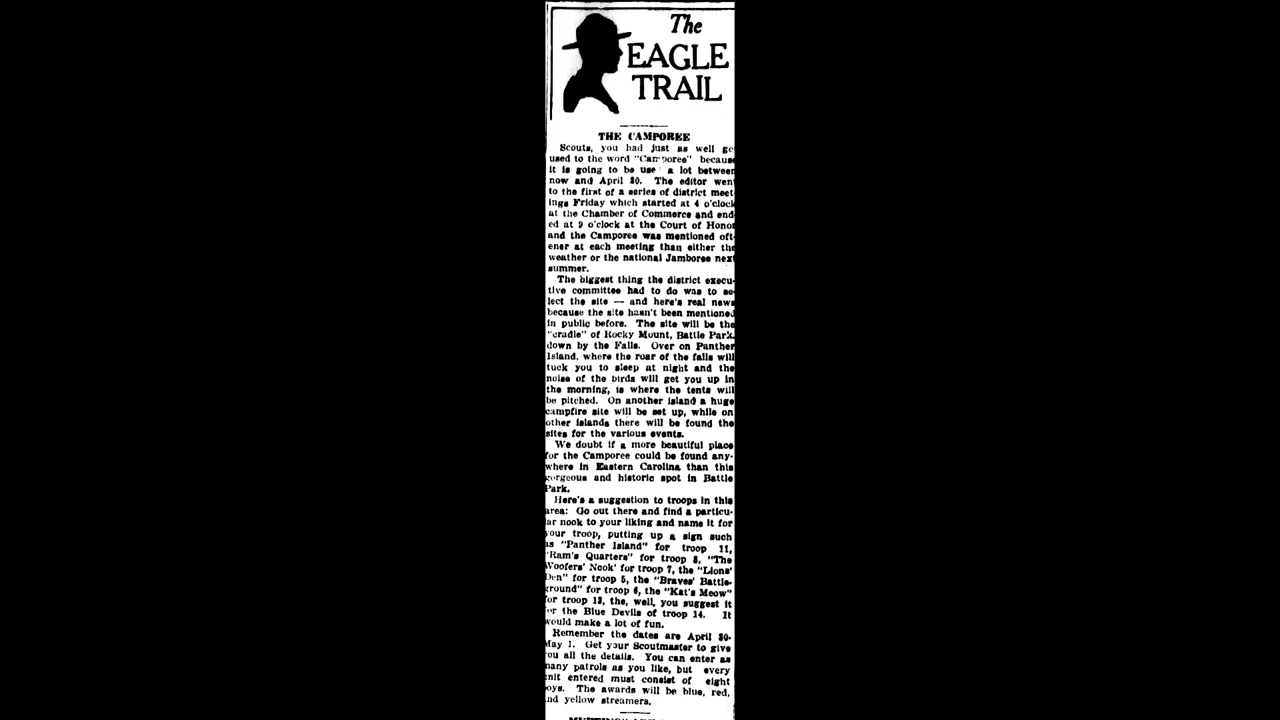 The
EAGLE
TRAIL
THE CAMPOREE
Scouts, you had just as well ge
used to the word "Camporee" becaus
it is going to be use a lot between
now and April 30. The editor wen
to the first of a series of district meet
ings Friday which started at 4 o'clock
at the Chamber of Commerce and end
ed at 9 o'clock at the Court of Honor
and the Camporee was mentioned oft-
ener at each meeting than either the
weather or the national Jamboree next
summer.
The biggest thing the district execu-
tive committee had to do was to se-
lect the site — and here's real news
because the site hasn't been mentioned
in public before. The site will be the
"cradle" of Rocky Mount, Battle Park,
down by the Falls. Over on Panther
Island, where the roar of the falls will
tuck you to sleep at night and the
noise of the birds will get you up in
the morning, is where the tents will
be pitched. On another island a huge
campfire site will be set up, while on
other islands there will be found the
sites for the various events.
We doubt if a more beautiful place
for the Camporee could be found any-
where in Eastern Carolina than this
gorgeous and historic spot in Battle
Park.
Here's a suggestion to troops in this
area: Go out there and find a particu-
lar nook to your liking and name it for
your troop, putting up a sign such
as "Panther Island" for troop 11,
"Ram's Quarters" for troop 8, "The
Woofers' Nook' for troop 7, the "Lions'
Den" for troop 5, the "Braves' Battle-
ground" for troop 6, the "Kat's Meow"
for troop 13, the, well, you suggest it
for the Blue Devils of troop 14. It
would make a lot of fun.
Remember the dates are April 30-
May 1. Get your Scoutmaster to give
you all the details. You can enter as
many patrols as you like, but every
unit entered must consist of eight
boys. The awards will be blue, red,
and yellow streamers.